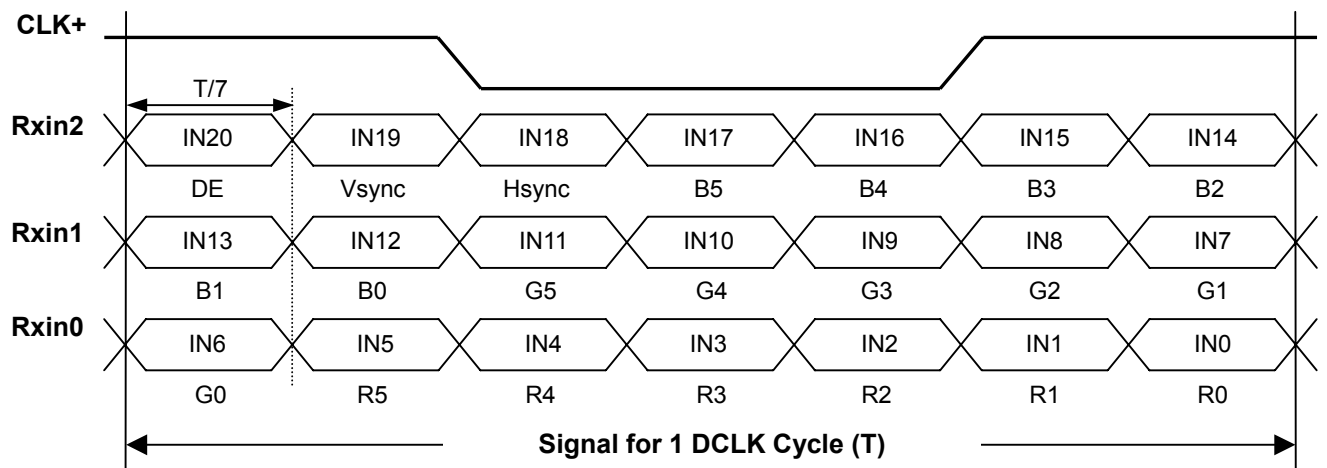 CLK+
T/7
Rxin2 IN20 IN19 IN18 IN17 IN16 IN15 IN14
DE Vsync Hsync B5 B4 B3 B2
Rxin1 IN13 IN12 IN11 IN10 IN9 IN8 IN7
B1 B0 G5 G4 G3 G2 G1
Rxin0 IN6 IN5 IN4 IN3 IN2 IN1 IN0
G0 R5 R4 R3 R2 R1 R0
Signal for 1 DCLK Cycle (T)